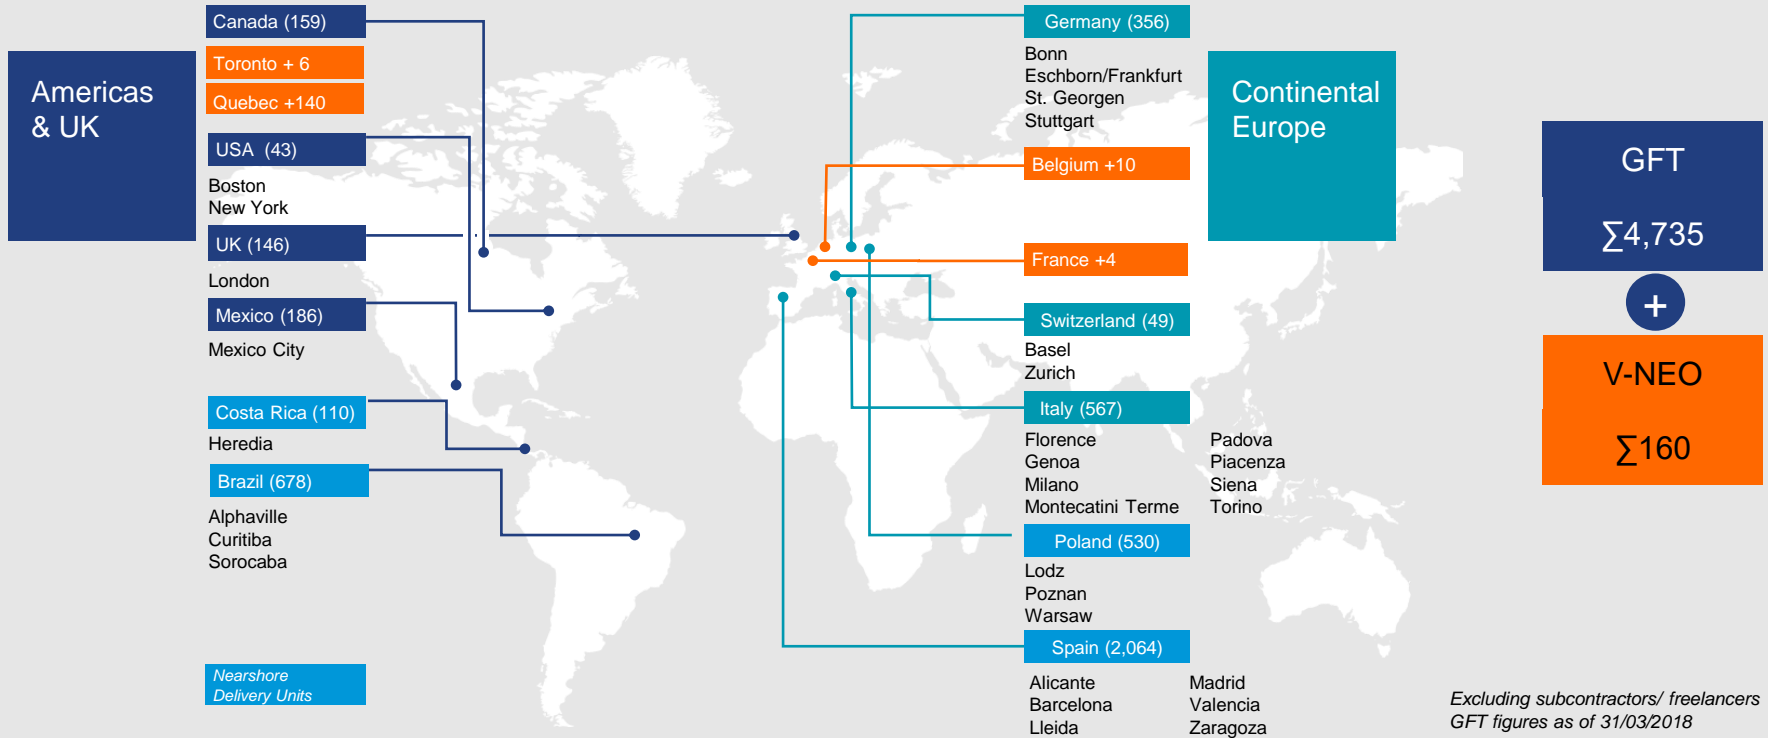 Americas
& UK
Canada (159)
Toronto + 6
Quebec +140
USA (43)
Boston
New York
UK (146)
London
Mexico (186)
Mexico City
Costa Rica (110)
Heredia
Brazil (678)
Alphaville
Curitiba
Sorocaba
Nearshore
Delivery Units
Germany (356)
Bonn
Eschborn/Frankfurt
St. Georgen
Stuttgart
Continental
Europe
Belgium +10
France +4
Switzerland (49)
Basel
Zurich
Italy (567)
Florence
Genoa
Milano
Montecatini Terme
Padova
Piacenza
Siena
Torino
Poland (530)
Lodz
Poznan
Warsaw
Spain (2,064)
Alicante
Barcelona
Lleida
Madrid
Valencia
Zaragoza
GFT
∑4,735
+
V-NEO
∑160
Excluding subcontractors/ freelancers
GFT figures as of 31/03/2018